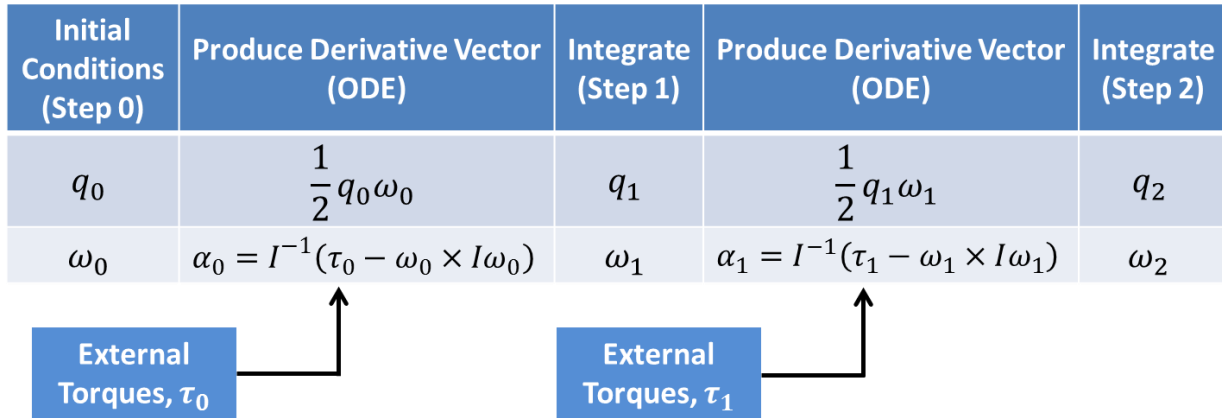 Initial
Conditions
(Step 0)
Produce Derivative Vector
(ODE)
Integrate
(Step 1)
Produce Derivative Vector
(ODE)
Integrate
(Step 2)
q₀
1/2 q₀ω₀
q₁
1/2 q₁ω₁
q₂
ω₀
α₀ = I⁻¹(τ₀ − ω₀ × Iω₀)
ω₁
α₁ = I⁻¹(τ₁ − ω₁ × Iω₁)
ω₂
External
Torques, τ₀
External
Torques, τ₁